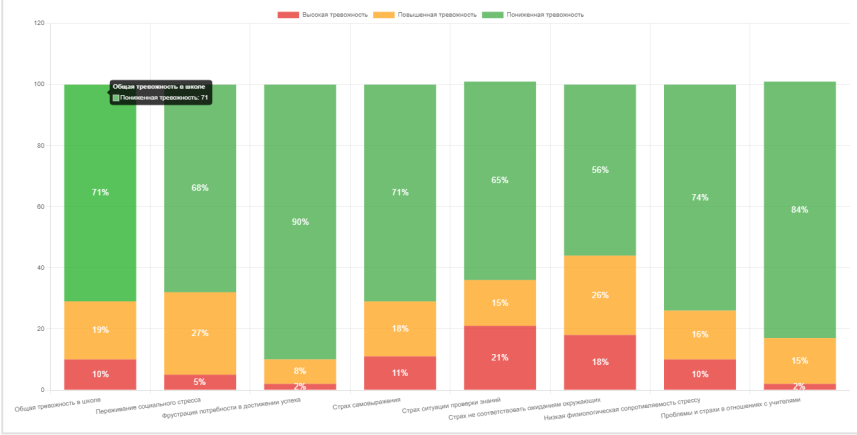 Высокая тревожность Повышенная тревожность Пониженная тревожность
120
100
80
60
40
20
0
Общая тревожность в школе
Пониженная тревожность: 71
71%
19%
10%
68%
27%
5%
90%
8%
2%
71%
18%
11%
65%
15%
21%
56%
26%
18%
74%
16%
10%
84%
15%
2%
Общая тревожность в школе
Переживание социального стресса
Фрустрация потребности в достижении успеха
Страх самовыражения
Страх ситуации проверки знаний
Страх не соответствовать ожиданиям окружающих
Низкая физиологическая сопротивляемость стрессу
Проблемы и страхи в отношениях с учителями